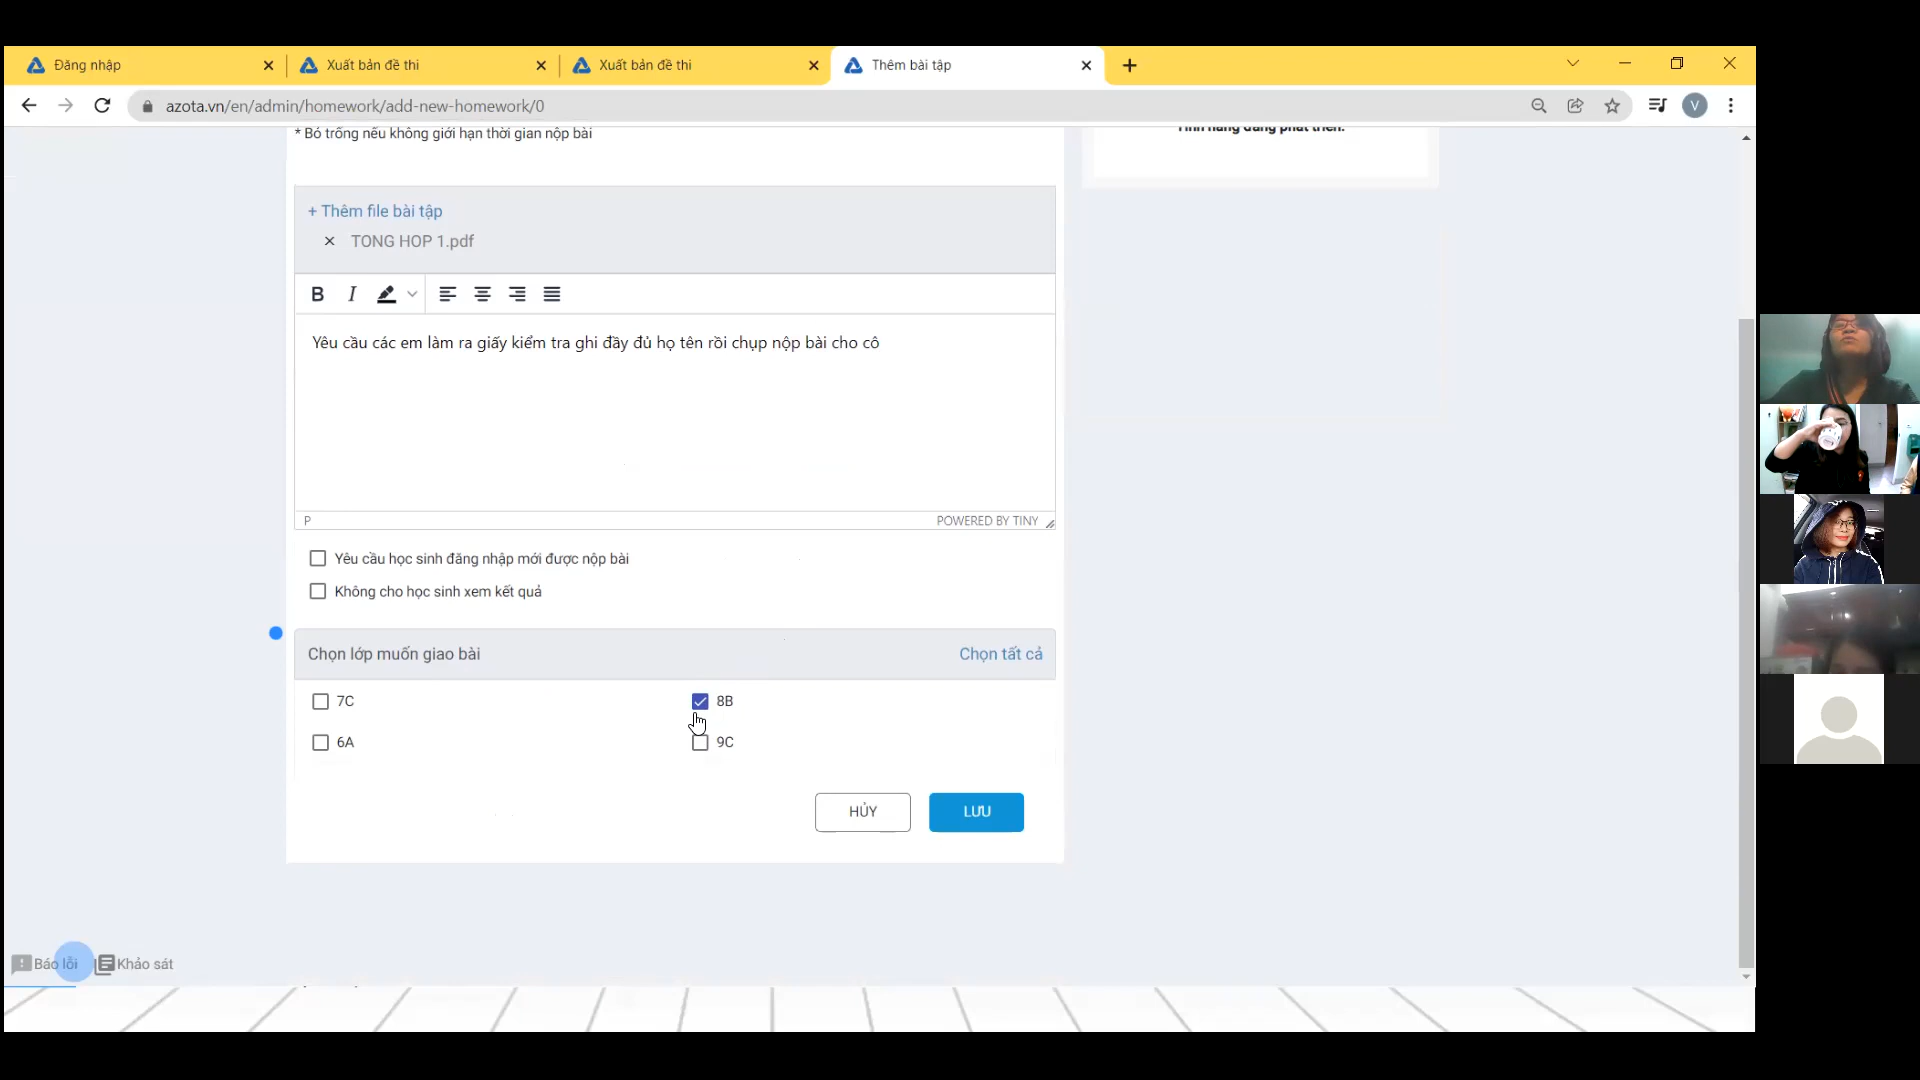 Đăng nhập
Xuất bản đề thi
Xuất bản đề thi
Thêm bài tập
azota.vn/en/admin/homework/add-new-homework/0
V
* Bỏ trống nếu không giới hạn thời gian nộp bài
Tính năng đang phát triển.
+ Thêm file bài tập
TONG HOP 1.pdf
B I
Yêu cầu các em làm ra giấy kiểm tra ghi đầy đủ họ tên rồi chụp nộp bài cho cô
P
POWERED BY TINY
Yêu cầu học sinh đăng nhập mới được nộp bài
Không cho học sinh xem kết quả
Chọn lớp muốn giao bài
Chọn tất cả
7C
8B
6A
9C
HỦY
LƯU
Báo lỗi
Khảo sát